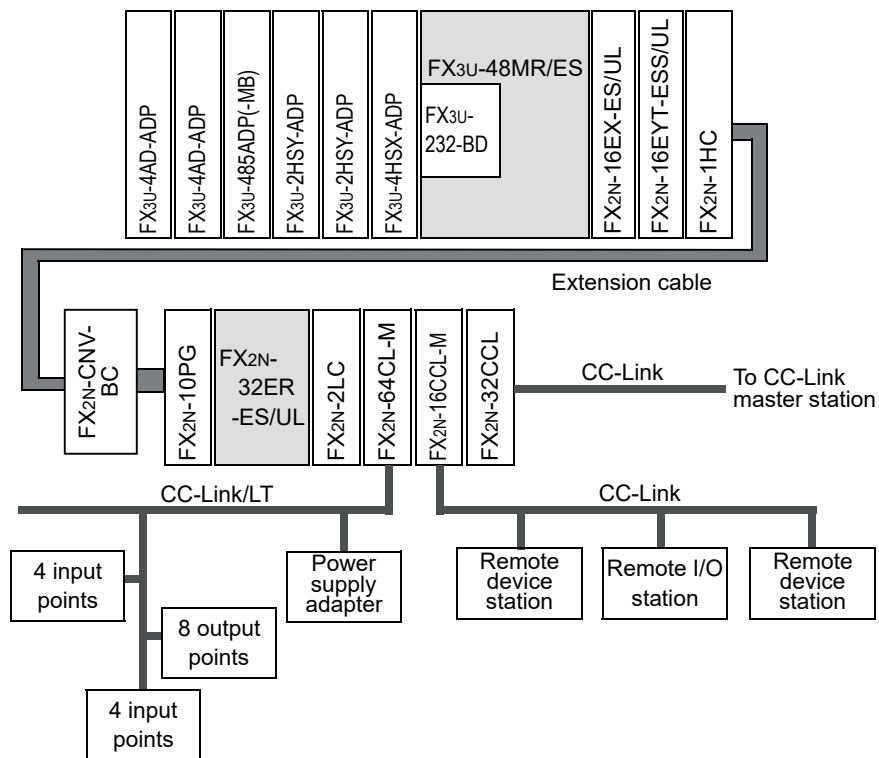 FX3U-4AD-ADP
FX3U-4AD-ADP
FX3U-485ADP(-MB)
FX3U-2HSY-ADP
FX3U-2HSY-ADP
FX3U-4HSX-ADP
FX3U-48MR/ES
FX3U-
232-BD
FX2N-16EX-ES/UL
FX2N-16EYT-ESS/UL
FX2N-1HC
Extension cable
FX2N-CNV-
BC
FX2N-10PG
FX2N-
32ER
-ES/UL
FX2N-2LC
FX2N-64CL-M
FX2N-16CCL-M
FX2N-32CCL
CC-Link
To CC-Link
master station
CC-Link/LT
CC-Link
4 input
points
8 output
points
4 input
points
Power
supply
adapter
Remote
device
station
Remote I/O
station
Remote
device
station